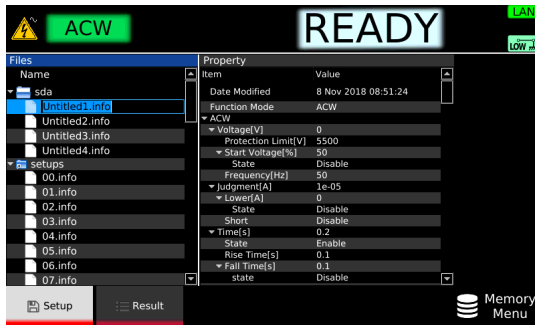 ACW
READY
LAN
LOW
Files
Name
sda
Untitled1.info
Untitled2.info
Untitled3.info
Untitled4.info
setups
00.info
01.info
02.info
03.info
04.info
05.info
06.info
07.info
Property
Item Value
Date Modified 8 Nov 2018 08:51:24
Function Mode ACW
ACW
Voltage[V] 0
Protection Limit[V] 5500
Start Voltage[%] 50
State Disable
Frequency[Hz] 50
Judgment[A] 1e-05
Lower[A] 0
State Disable
Short Disable
Time[s] 0.2
State Enable
Rise Time[s] 0.1
Fall Time[s] 0.1
state Disable
Setup
Result
Memory
Menu